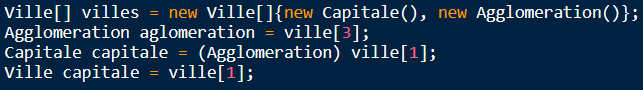 Ville[] villes = new Ville[]{new Capitale(), new Agglomeration()};
Agglomeration aglomeration = ville[3];
Capitale capitale = (Agglomeration) ville[1];
Ville capitale = ville[1];